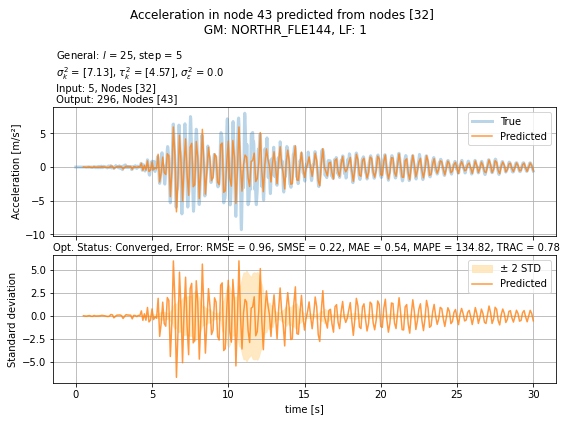 Acceleration in node 43 predicted from nodes [32]
GM: NORTHR_FLE144, LF: 1
General: l = 25, step = 5
σ²ₖ = [7.13], τ²ₖ = [4.57], σ²ₑ = 0.0
Input: 5, Nodes [32]
Output: 296, Nodes [43]
Acceleration [m/s²]
5
0
−5
−10
True
Predicted
Opt. Status: Converged, Error: RMSE = 0.96, SMSE = 0.22, MAE = 0.54, MAPE = 134.82, TRAC = 0.78
Standard deviation
5.0
2.5
0.0
−2.5
−5.0
± 2 STD
Predicted
0 5 10 15 20 25 30
time [s]